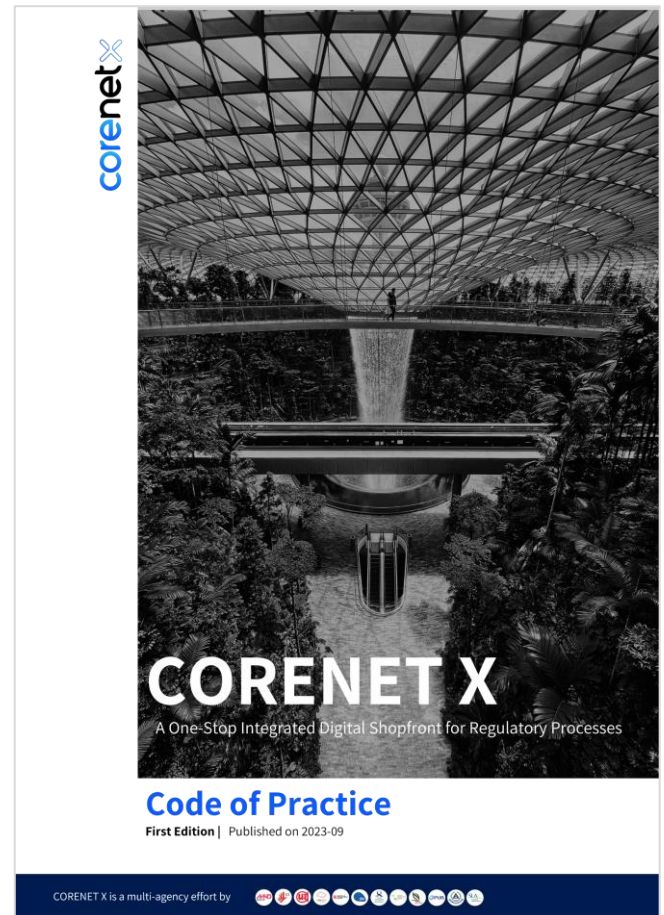 corenet X
CORENET X
A One-Stop Integrated Digital Shopfront for Regulatory Processes
Code of Practice
First Edition | Published on 2023-09
CORENET X is a multi-agency effort by